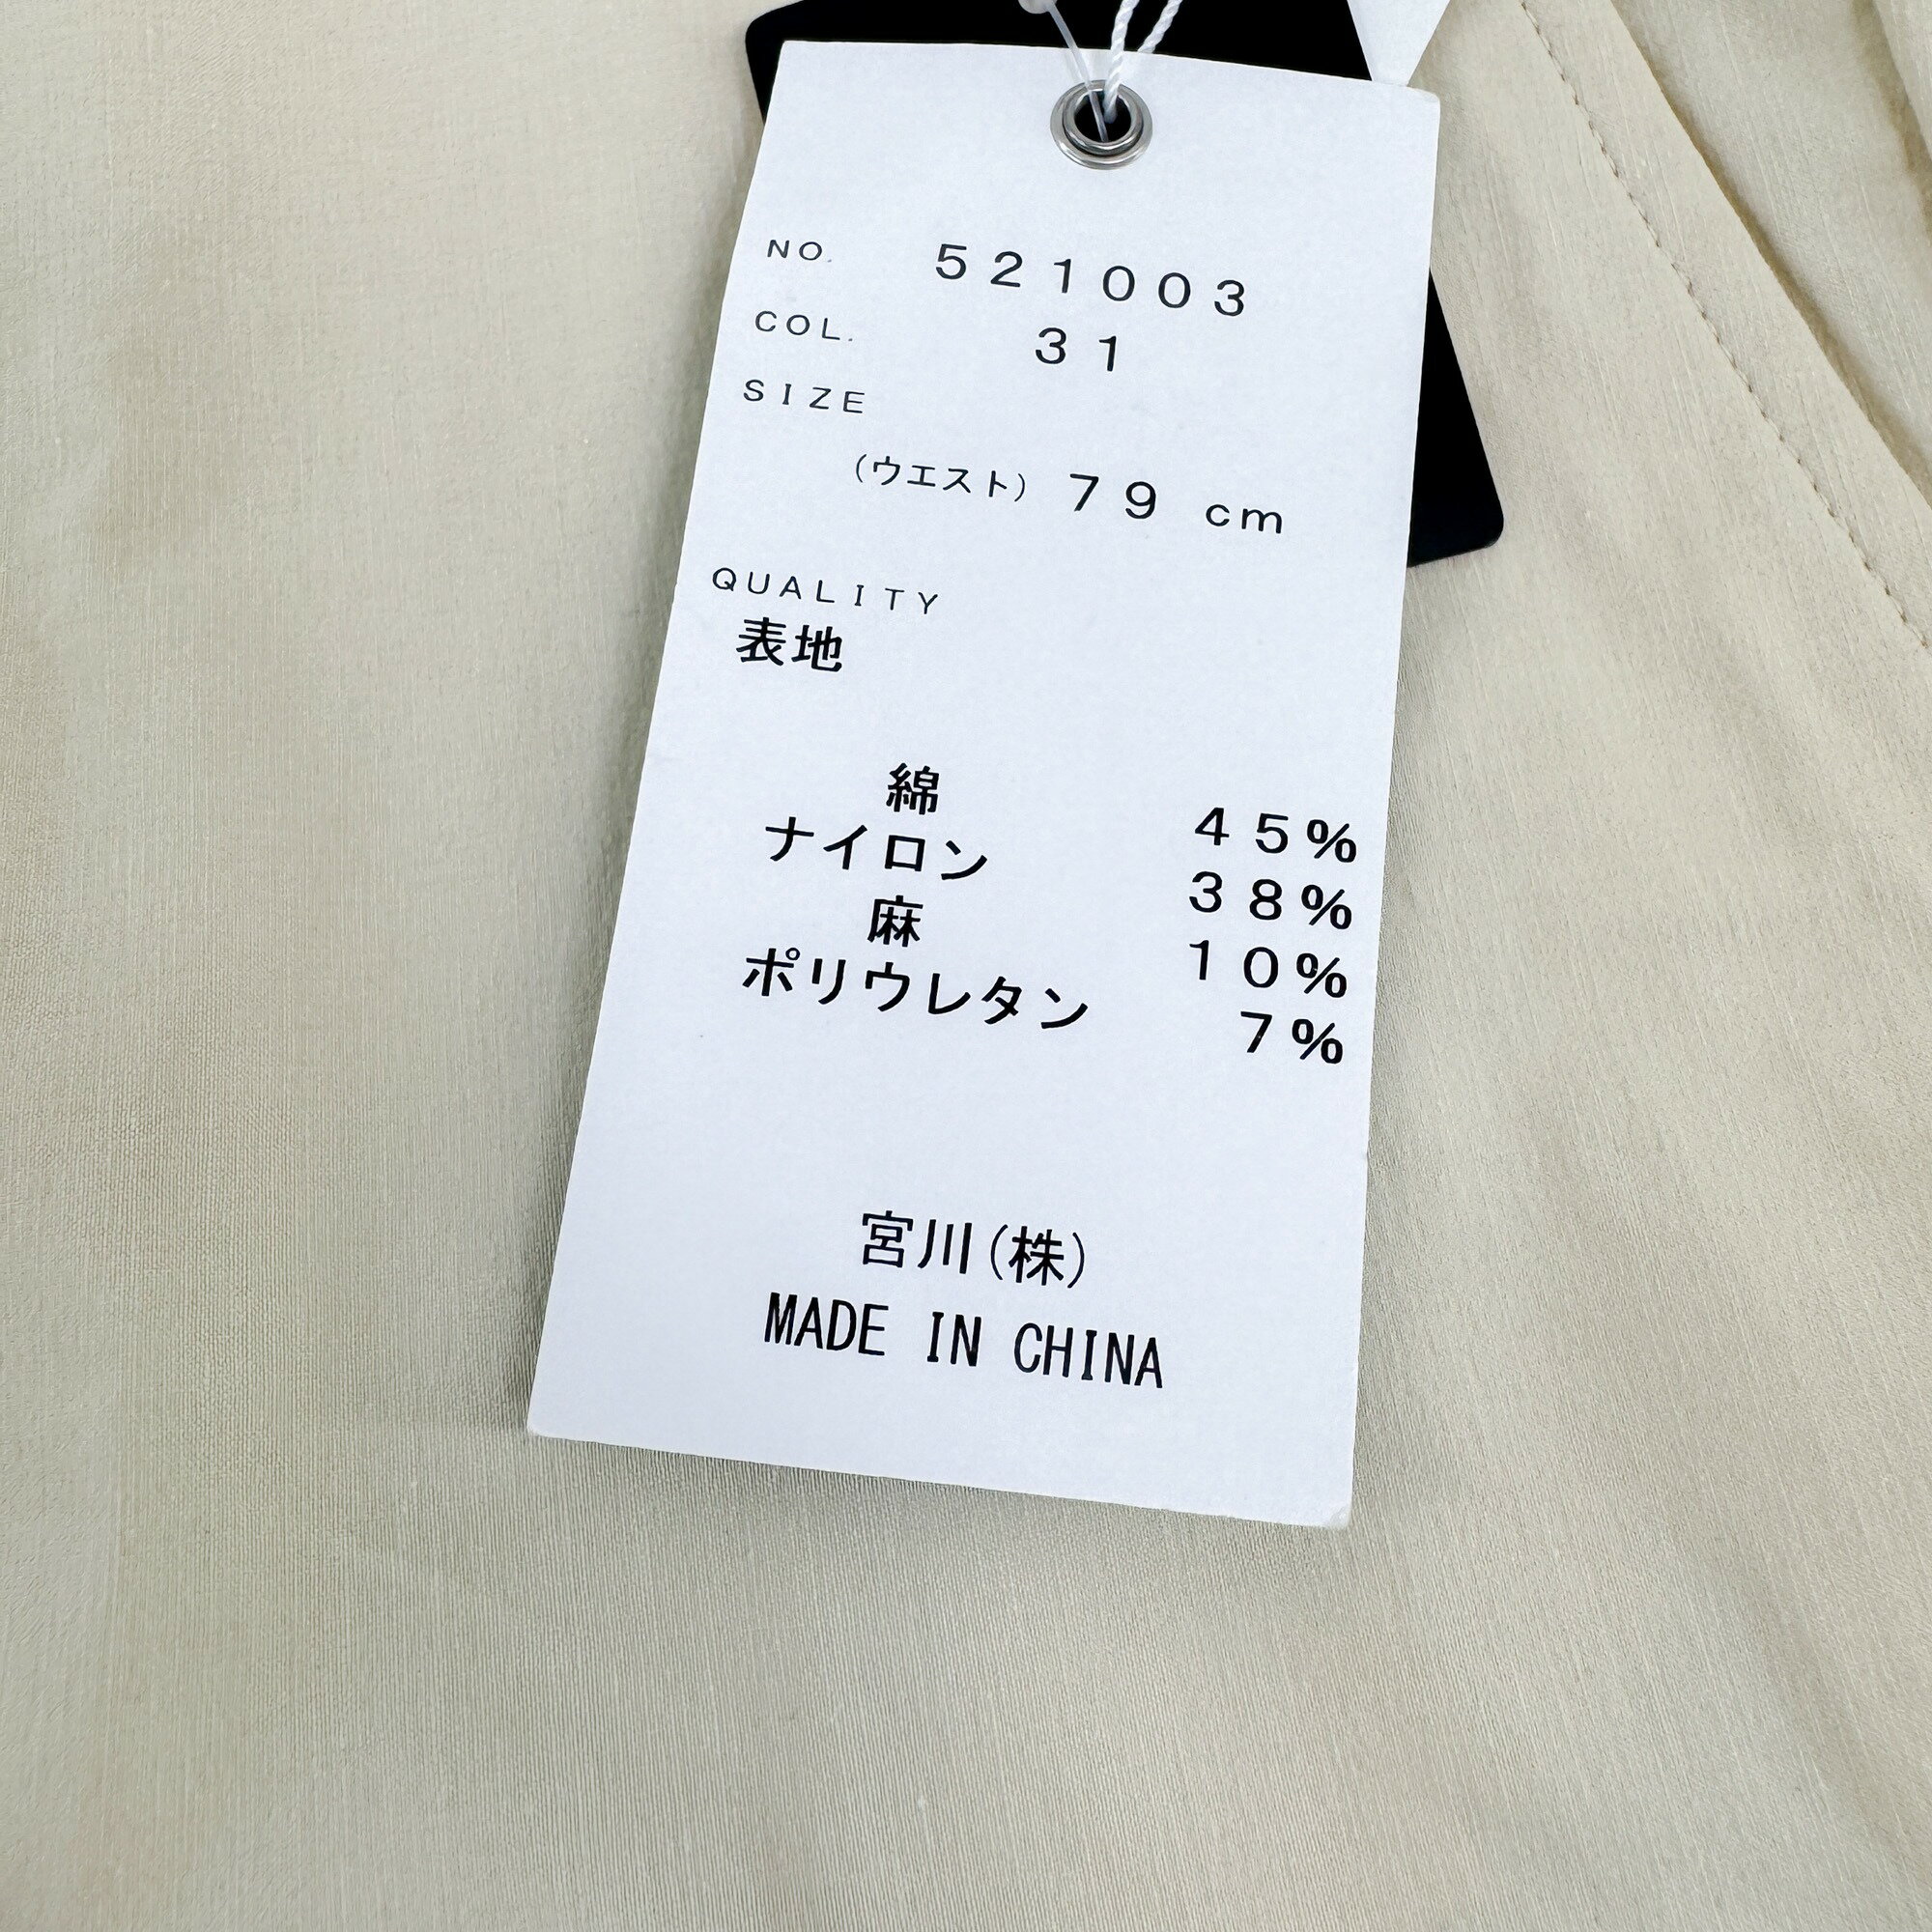 NO. 521003
COL. 31
SIZE
(ウエスト) 79 cm
QUALITY
表地
綿 45%
ナイロン 38%
麻 10%
ポリウレタン 7%
宮川(株)
MADE IN CHINA